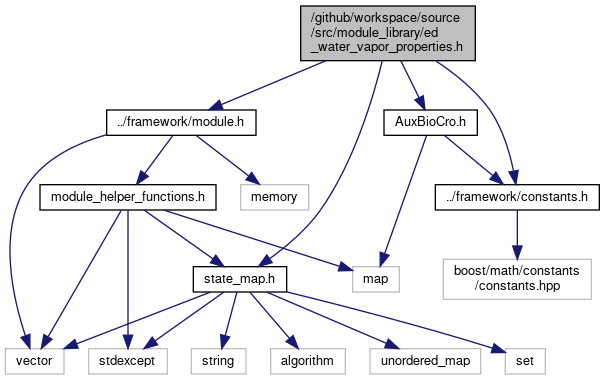 /github/workspace/source
/src/module_library/ed
_water_vapor_properties.h
../framework/module.h
AuxBioCro.h
module_helper_functions.h
memory
../framework/constants.h
state_map.h
map
boost/math/constants
/constants.hpp
vector
stdexcept
string
algorithm
unordered_map
set